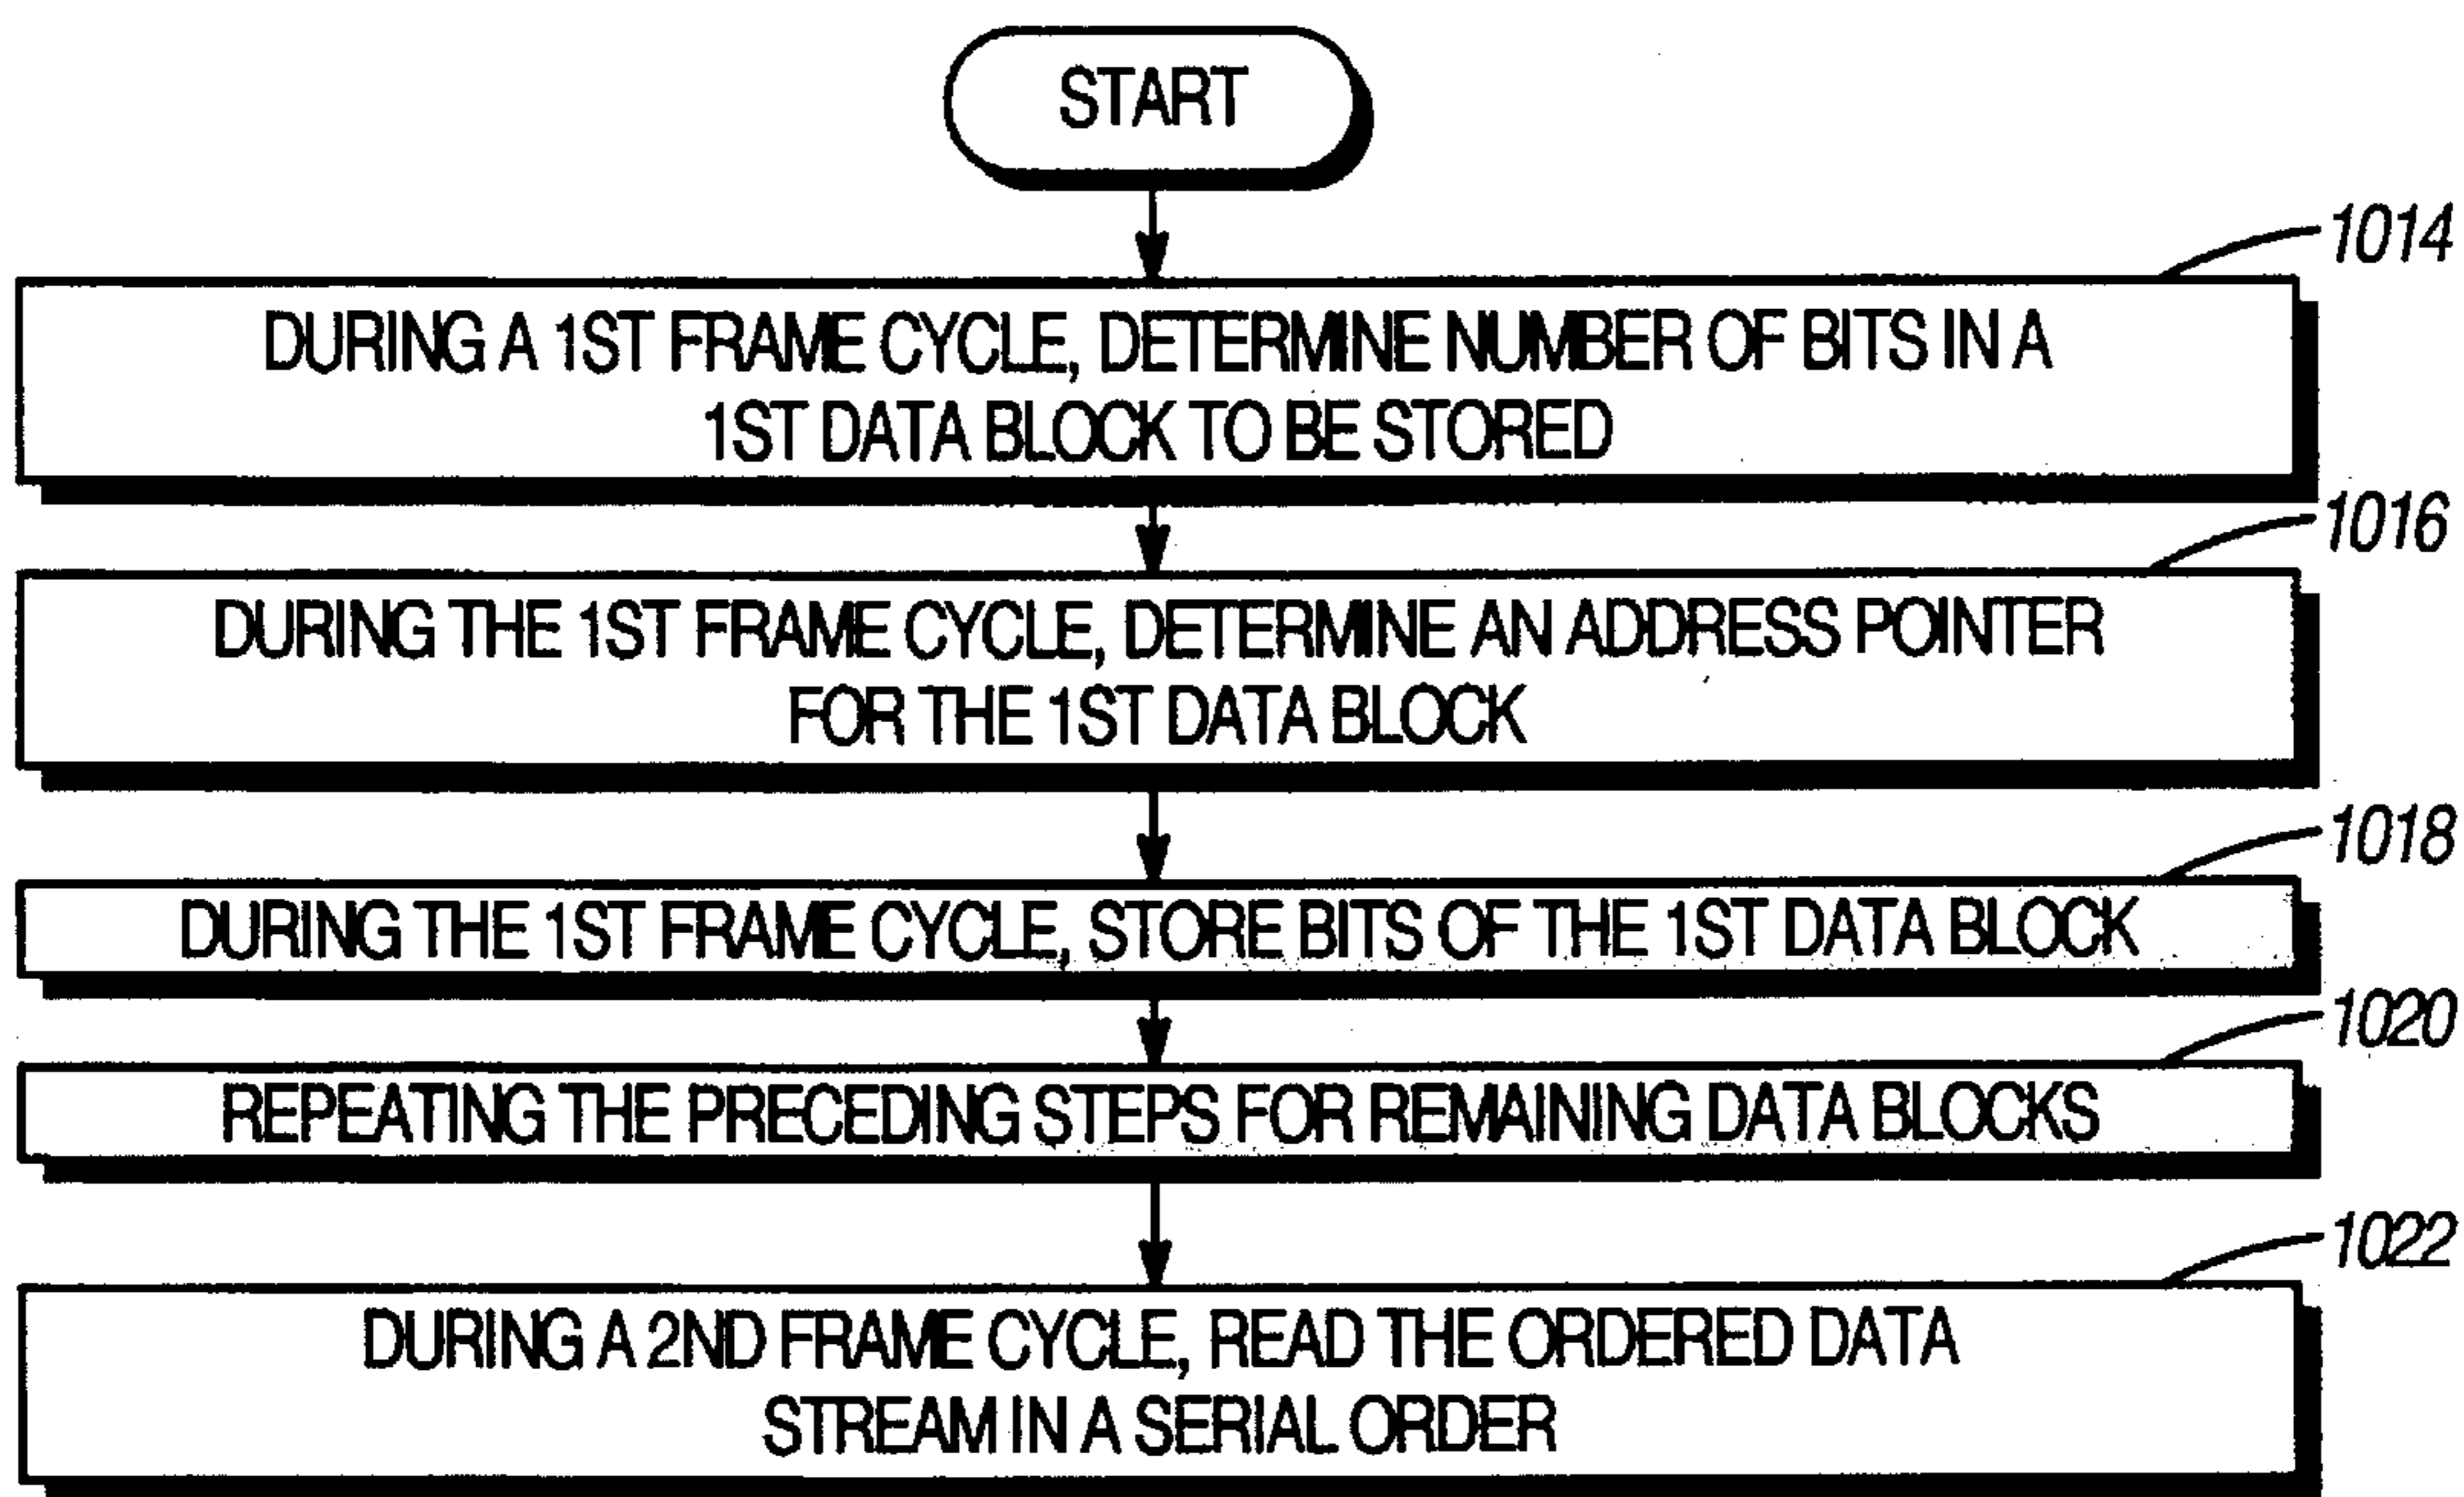 START
1014
DURING A 1ST FRAME CYCLE, DETERMINE NUMBER OF BITS IN A
1ST DATA BLOCK TO BE STORED
1016
DURING THE 1ST FRAME CYCLE, DETERMINE AN ADDRESS POINTER
FOR THE 1ST DATA BLOCK
1018
DURING THE 1ST FRAME CYCLE, STORE BITS OF THE 1ST DATA BLOCK
1020
REPEATING THE PRECEDING STEPS FOR REMAINING DATA BLOCKS
1022
DURING A 2ND FRAME CYCLE, READ THE ORDERED DATA
STREAM IN A SERIAL ORDER